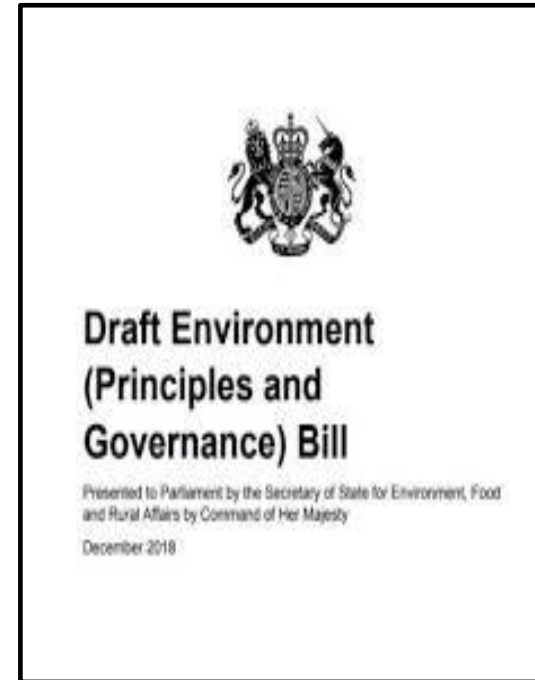 Draft Environment
(Principles and
Governance) Bill
Presented to Parliament by the Secretary of State for Environment, Food
and Rural Affairs by Command of Her Majesty
December 2018